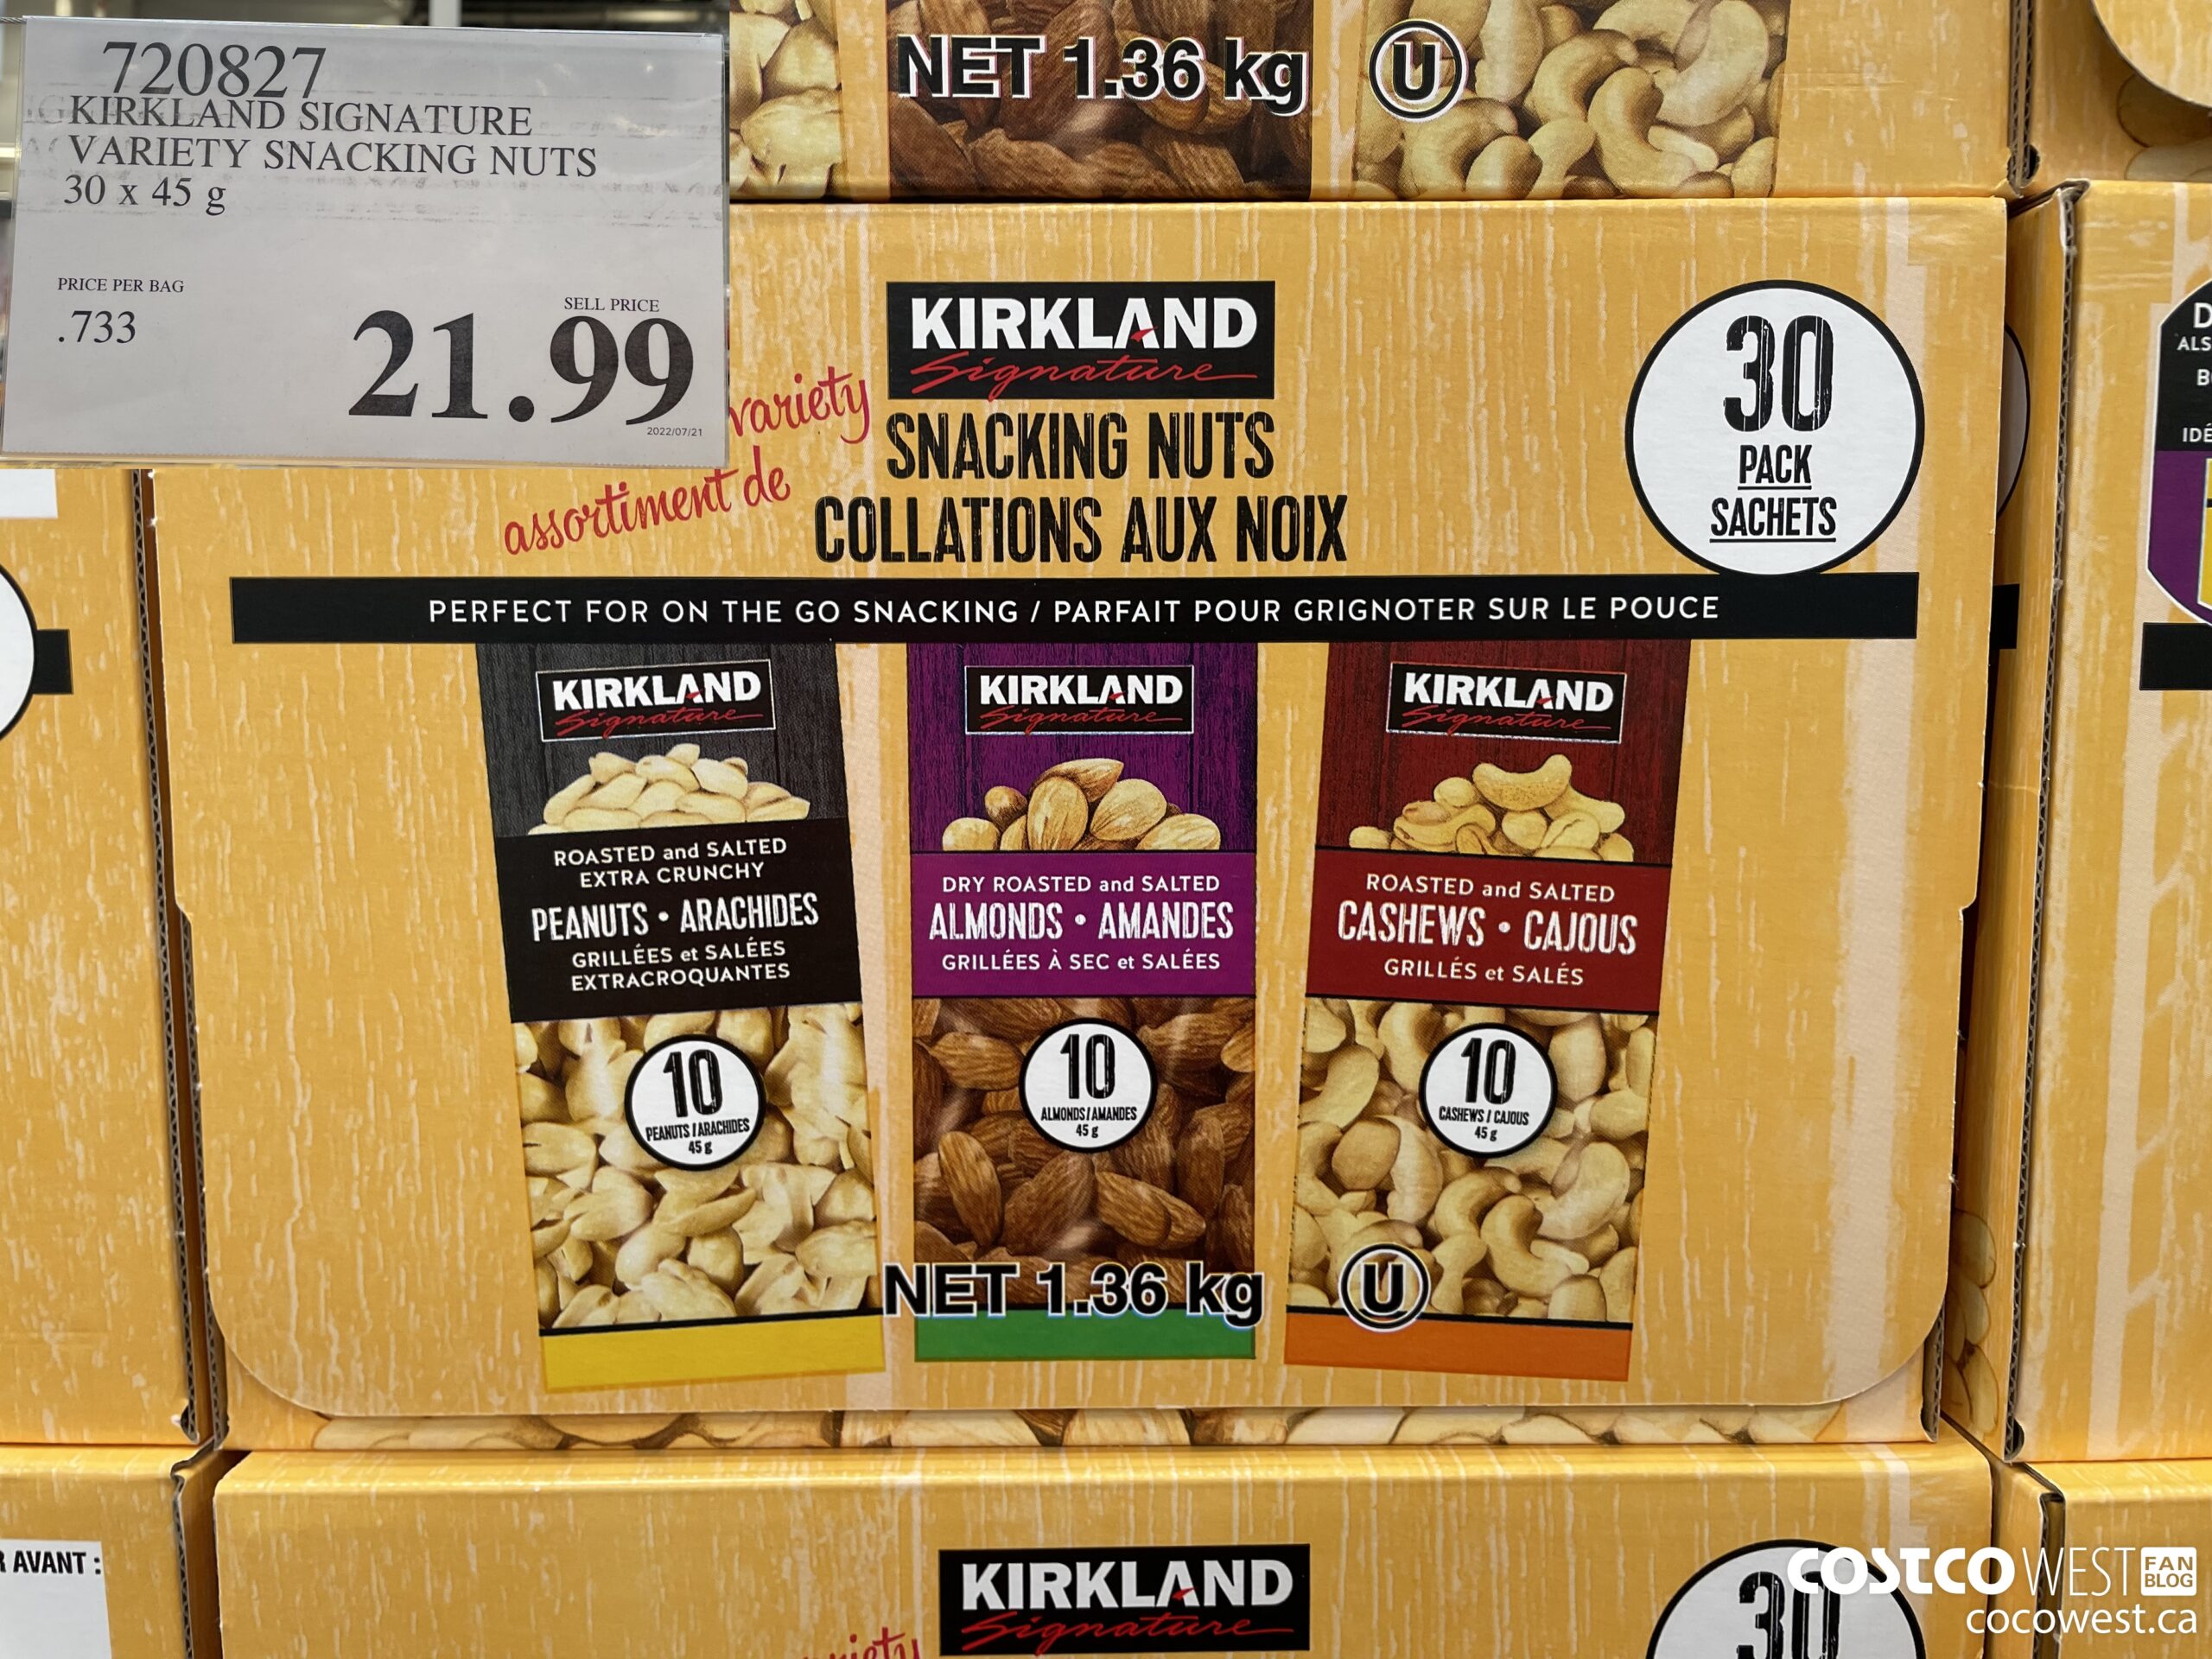 720827
KIRKLAND SIGNATURE
VARIETY SNACKING NUTS
30 x 45 g
PRICE PER BAG
.733
SELL PRICE
21.99
2022/07/21
NET 1.36 kg
U
KIRKLAND
Signature
variety
SNACKING NUTS
assortiment de
COLLATIONS AUX NOIX
30
PACK
SACHETS
PERFECT FOR ON THE GO SNACKING / PARFAIT POUR GRIGNOTER SUR LE POUCE
KIRKLAND
Signature
ROASTED and SALTED
EXTRA CRUNCHY
PEANUTS • ARACHIDES
GRILLÉES et SALÉES
EXTRACROQUANTES
10
PEANUTS / ARACHIDES
45 g
KIRKLAND
Signature
DRY ROASTED and SALTED
ALMONDS • AMANDES
GRILLÉES À SEC et SALÉES
10
ALMONDS / AMANDES
45 g
KIRKLAND
Signature
ROASTED and SALTED
CASHEWS • CAJOUS
GRILLÉS et SALÉS
10
CASHEWS / CAJOUS
45 g
NET 1.36 kg
U
AVANT :
KIRKLAND
Signature
variety
30
COSTCO WEST FAN BLOG
cocowest.ca